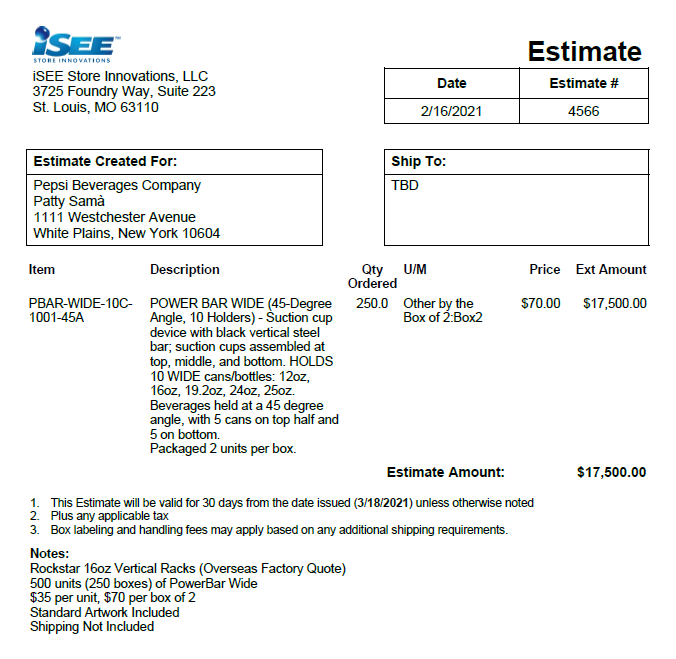 iSEE™
STORE INNOVATIONS
iSEE Store Innovations, LLC
3725 Foundry Way, Suite 223
St. Louis, MO 63110
Estimate
Date Estimate #
2/16/2021 4566
Estimate Created For:
Pepsi Beverages Company
Patty Samà
1111 Westchester Avenue
White Plains, New York 10604
Ship To:
TBD
Item Description Qty U/M Price Ext Amount
Ordered
PBAR-WIDE-10C- POWER BAR WIDE (45-Degree 250.0 Other by the $70.00 $17,500.00
1001-45A Angle, 10 Holders) - Suction cup Box of 2:Box2
device with black vertical steel
bar; suction cups assembled at
top, middle, and bottom. HOLDS
10 WIDE cans/bottles: 12oz,
16oz, 19.2oz, 24oz, 25oz.
Beverages held at a 45 degree
angle, with 5 cans on top half and
5 on bottom.
Packaged 2 units per box.
Estimate Amount: $17,500.00
1. This Estimate will be valid for 30 days from the date issued (3/18/2021) unless otherwise noted
2. Plus any applicable tax
3. Box labeling and handling fees may apply based on any additional shipping requirements.
Notes:
Rockstar 16oz Vertical Racks (Overseas Factory Quote)
500 units (250 boxes) of PowerBar Wide
$35 per unit, $70 per box of 2
Standard Artwork Included
Shipping Not Included